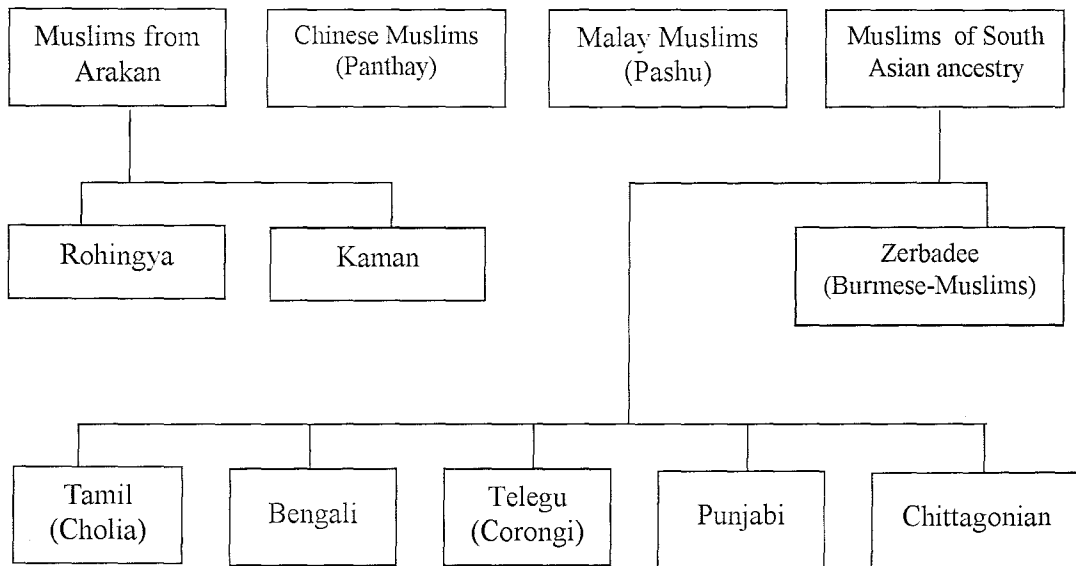 Muslims from
Arakan
Chinese Muslims
(Panthay)
Malay Muslims
(Pashu)
Muslims of South
Asian ancestry
Rohingya
Kaman
Zerbadee
(Burmese-Muslims)
Tamil
(Cholia)
Bengali
Telegu
(Corongi)
Punjabi
Chittagonian